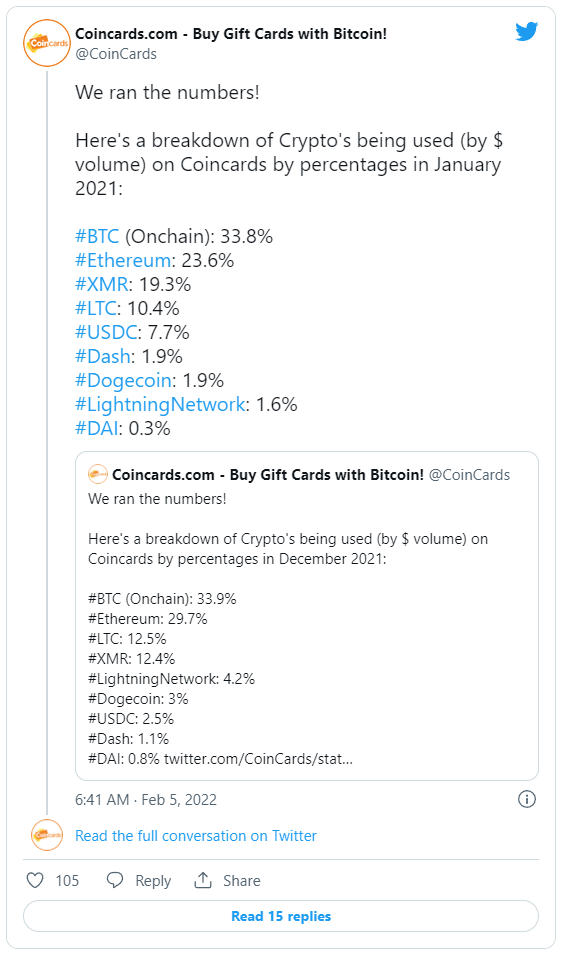 Coincards
Coincards.com - Buy Gift Cards with Bitcoin!
@CoinCards
We ran the numbers!
Here's a breakdown of Crypto's being used (by $
volume) on Coincards by percentages in January
2021:
#BTC (Onchain): 33.8%
#Ethereum: 23.6%
#XMR: 19.3%
#LTC: 10.4%
#USDC: 7.7%
#Dash: 1.9%
#Dogecoin: 1.9%
#LightningNetwork: 1.6%
#DAI: 0.3%
Coincards.com - Buy Gift Cards with Bitcoin! @CoinCards
We ran the numbers!
Here's a breakdown of Crypto's being used (by $ volume) on
Coincards by percentages in December 2021:
#BTC (Onchain): 33.9%
#Ethereum: 29.7%
#LTC: 12.5%
#XMR: 12.4%
#LightningNetwork: 4.2%
#Dogecoin: 3%
#USDC: 2.5%
#Dash: 1.1%
#DAI: 0.8% twitter.com/CoinCards/stat...
6:41 AM · Feb 5, 2022
Read the full conversation on Twitter
105 Reply Share
Read 15 replies